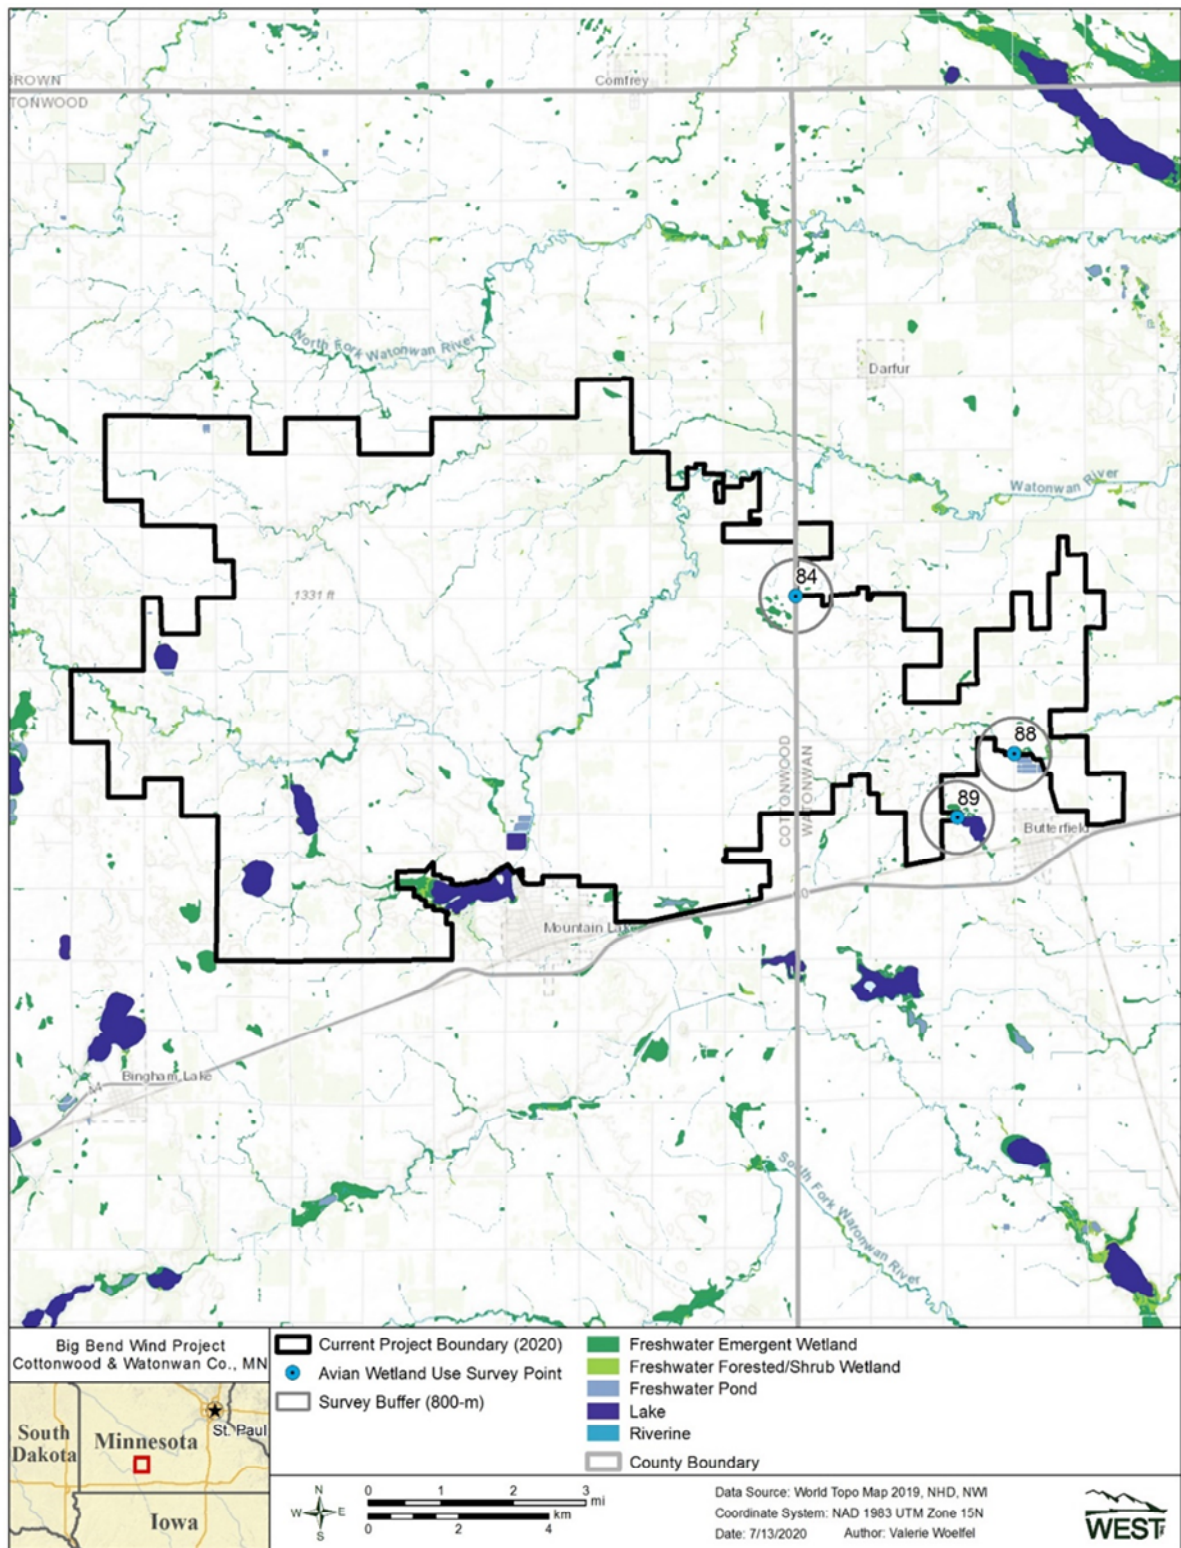 BROWN
TONWOOD
Comfrey
North Fork Watonwan River
Darfur
Watonwan River
1331 ft
84
COTTONWOOD
WATONWAN
88
89
Butterfield
Mountain Lake
Bingham Lake
South Fork Watonwan River
Big Bend Wind Project
Cottonwood & Watonwan Co., MN
South Dakota
Minnesota
St. Paul
Iowa
Current Project Boundary (2020)
Avian Wetland Use Survey Point
Survey Buffer (800-m)
Freshwater Emergent Wetland
Freshwater Forested/Shrub Wetland
Freshwater Pond
Lake
Riverine
County Boundary
N
W E
S
0 1 2 3 mi
0 2 4 km
Data Source: World Topo Map 2019, NHD, NWI
Coordinate System: NAD 1983 UTM Zone 15N
Date: 7/13/2020 Author: Valerie Woelfel
WEST